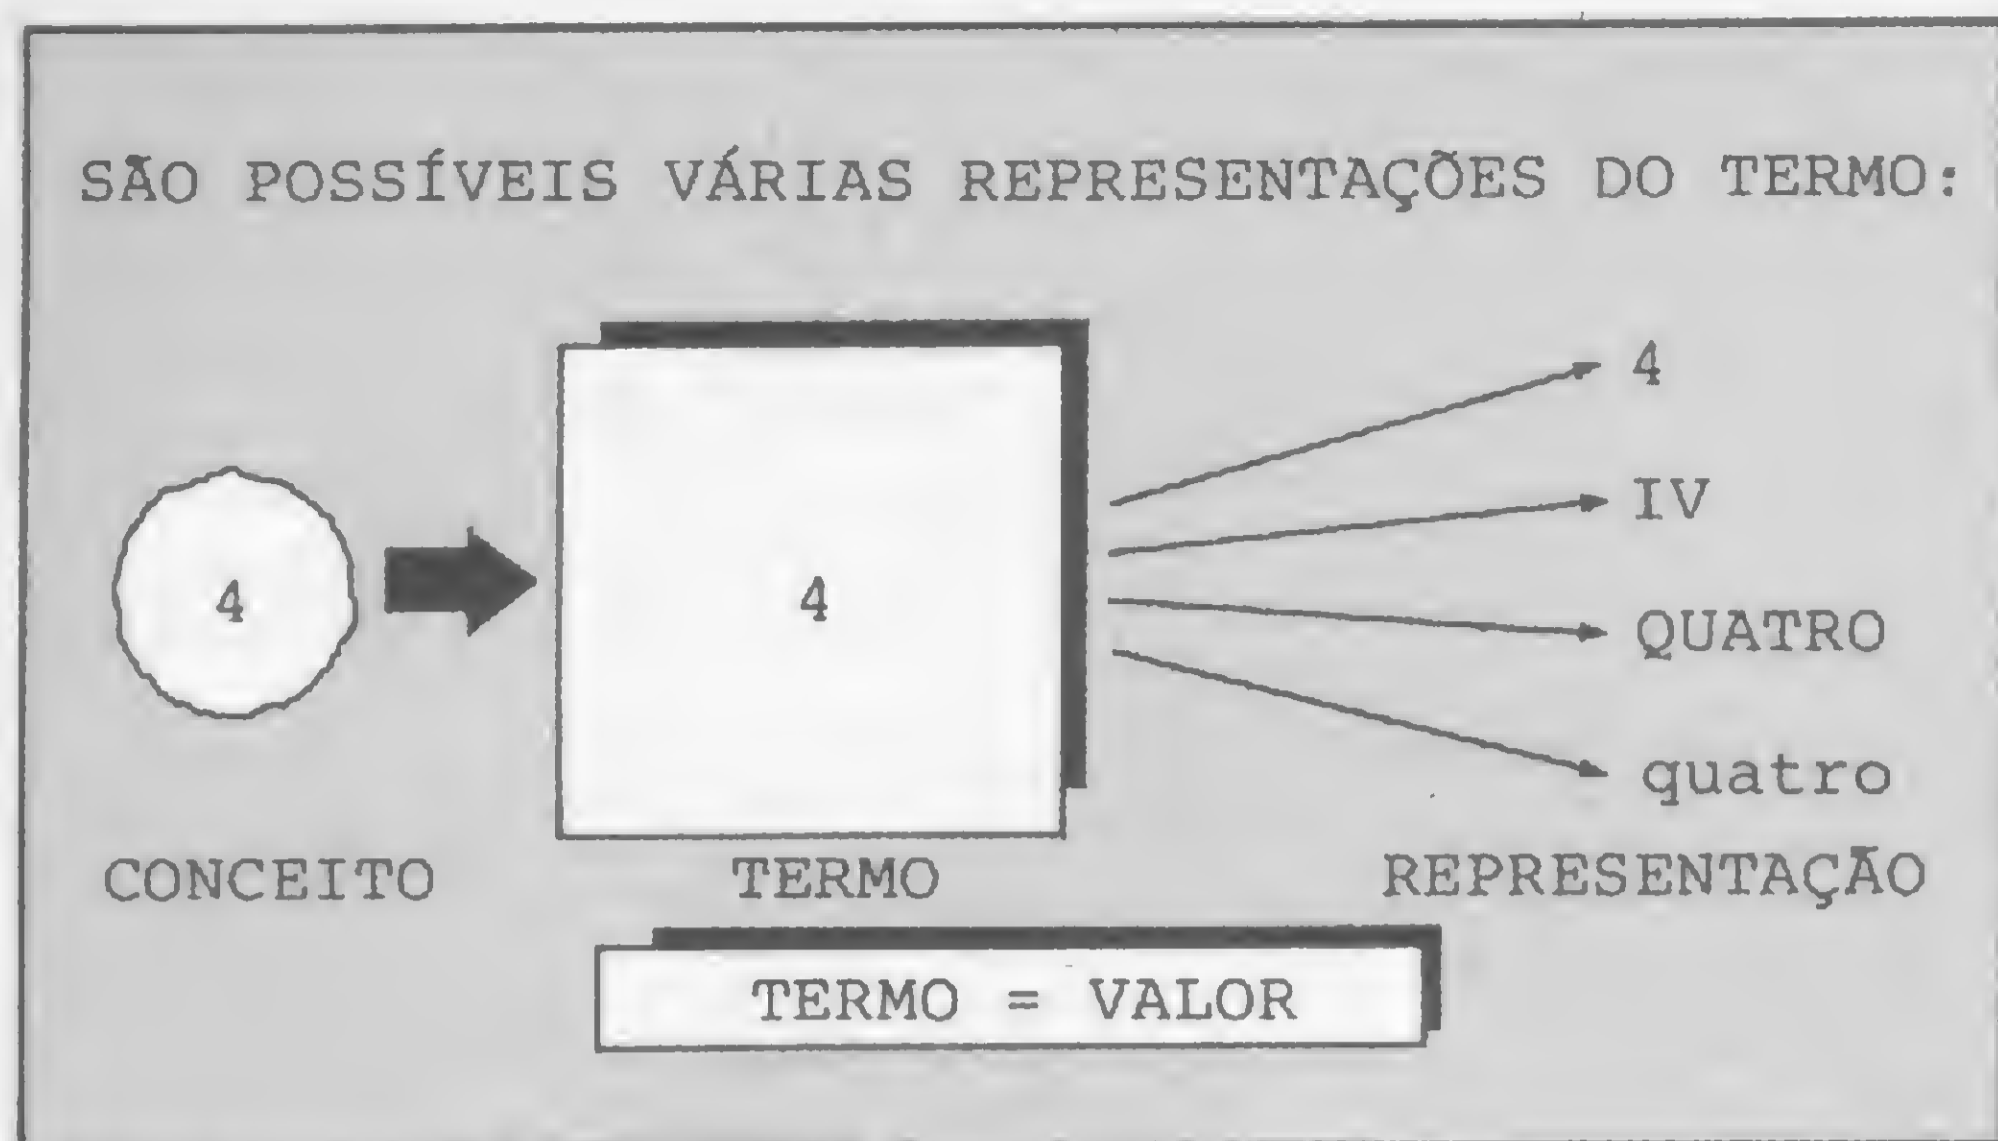 SÃO POSSÍVEIS VÁRIAS REPRESENTAÇÕES DO TERMO:
4
IV
4
4
QUATRO
quatro
CONCEITO
TERMO
REPRESENTAÇÃO
TERMO = VALOR